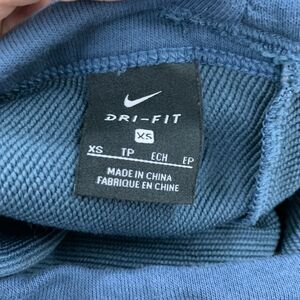 DRI-FIT
XS
XS TP ECH EP
MADE IN CHINA
FABRIQUE EN CHINE